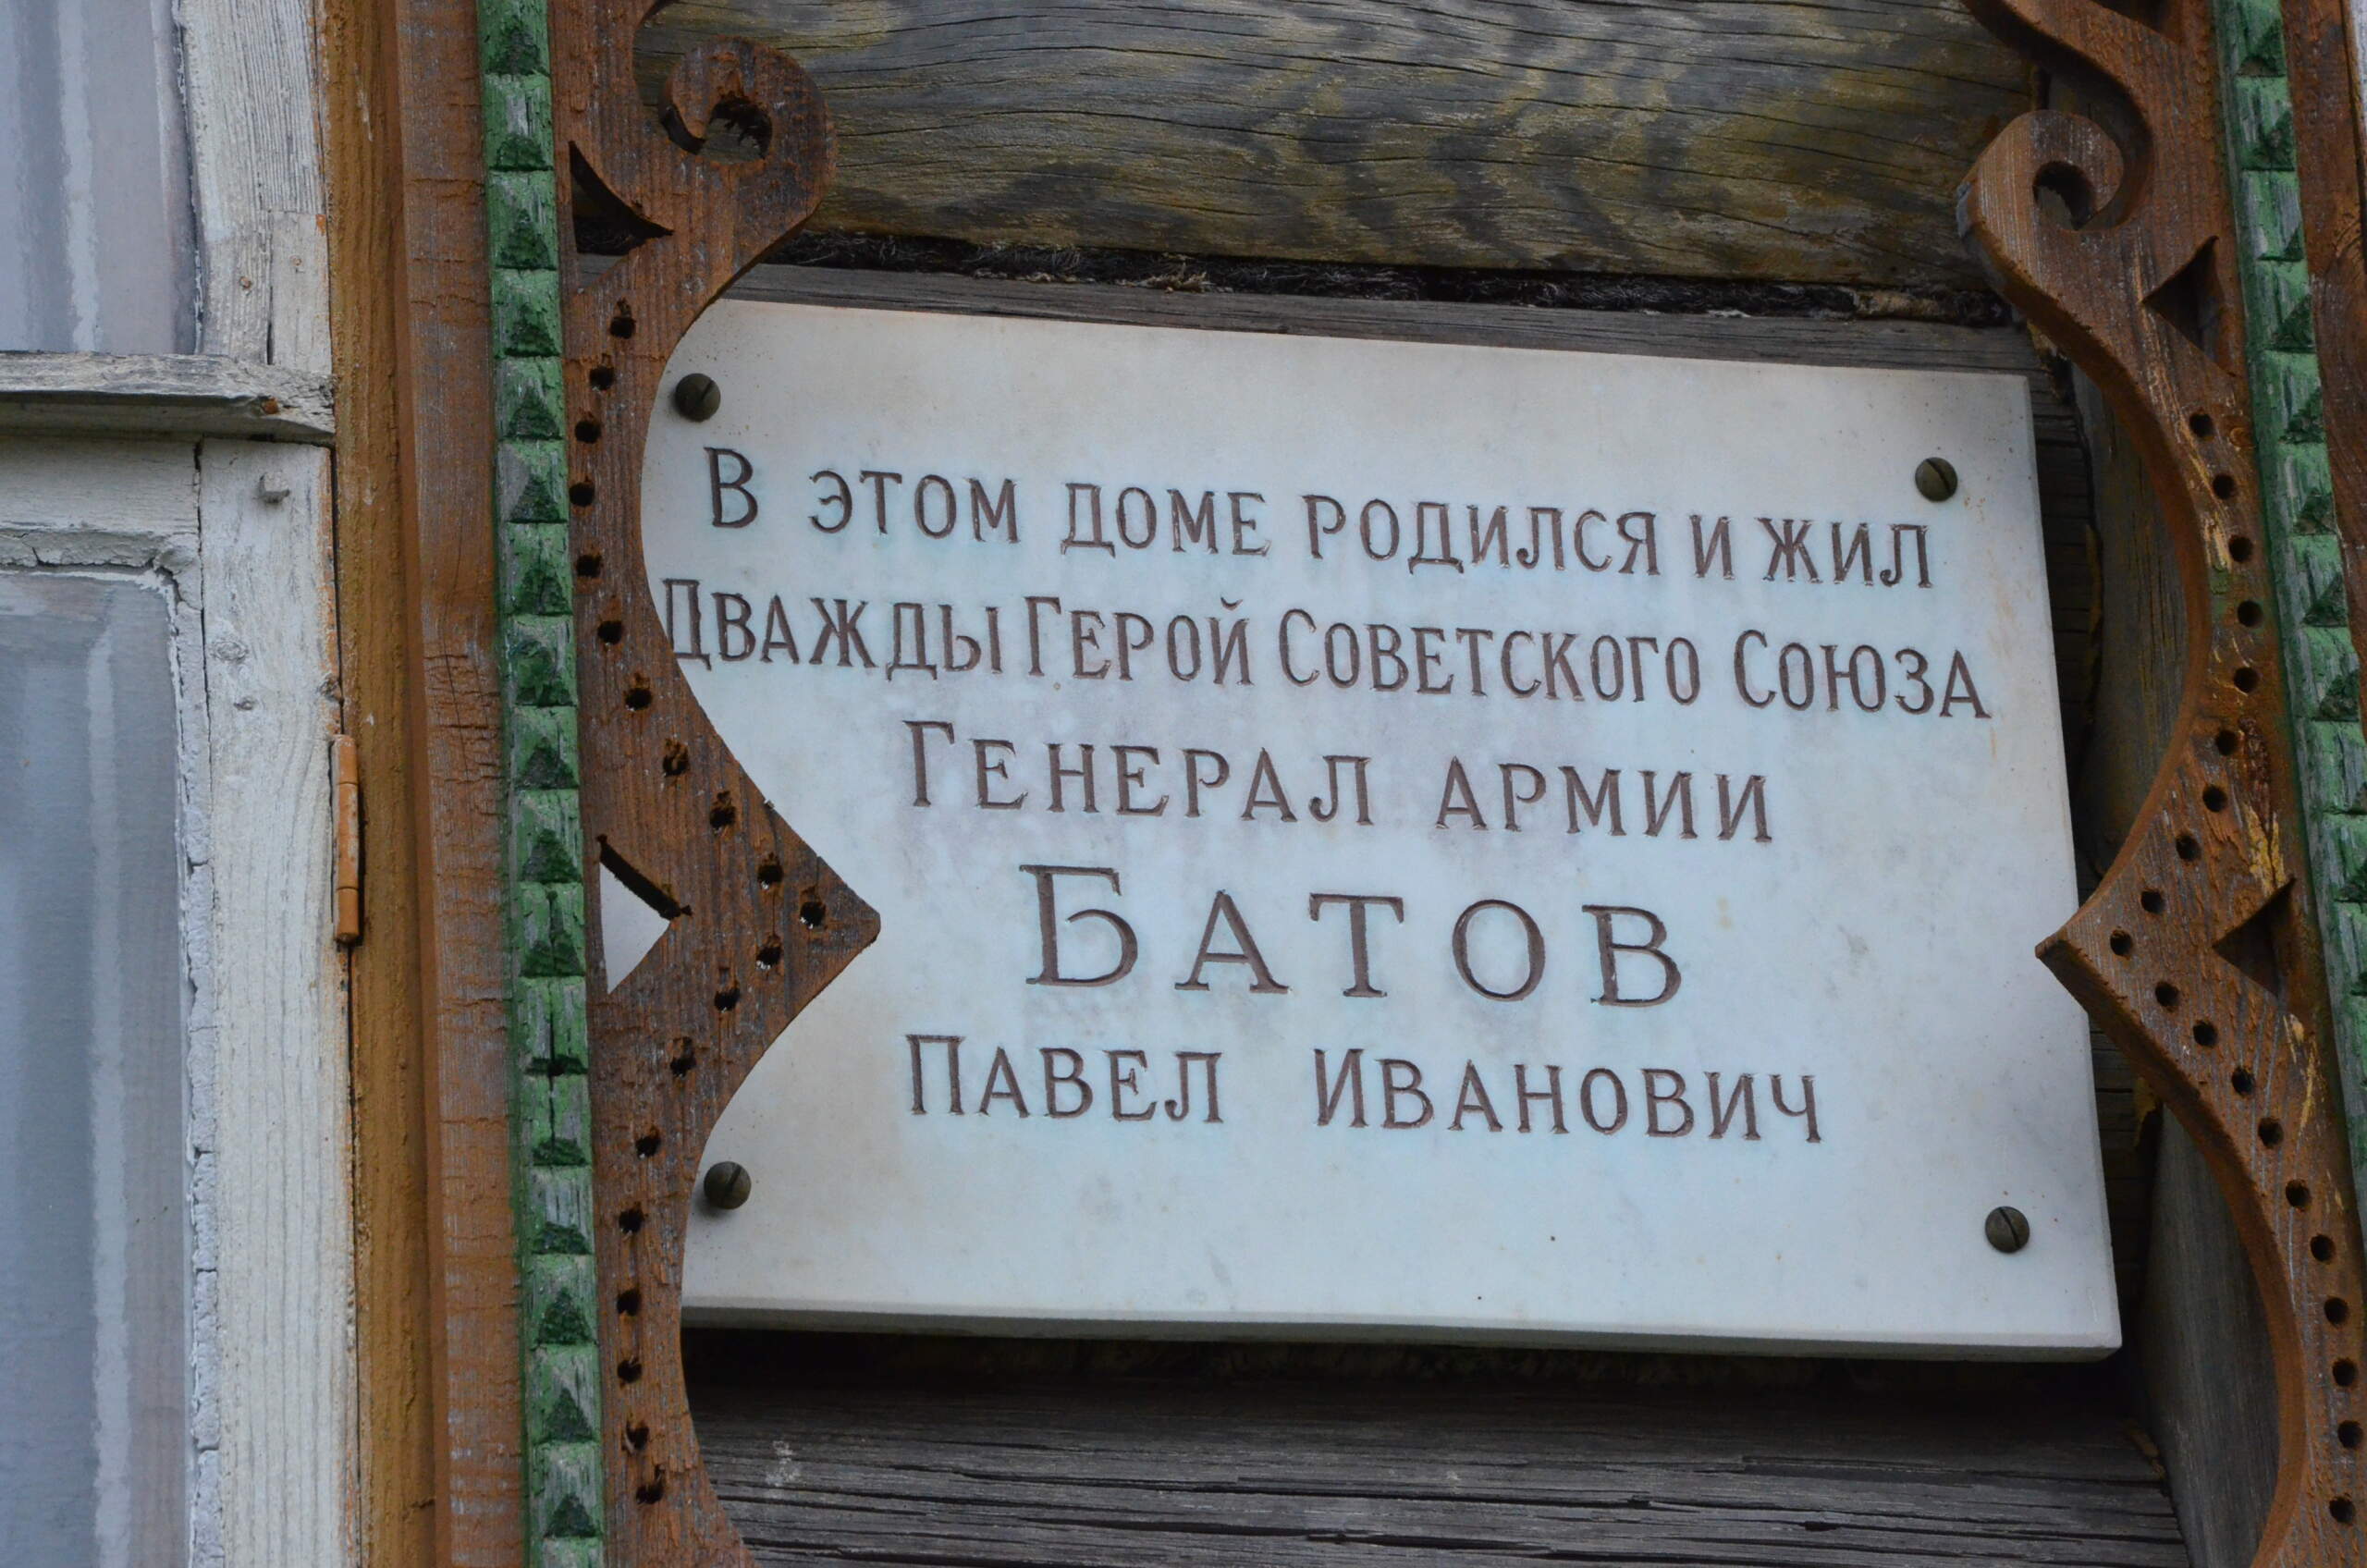 В этом доме родился и жил
Дважды Герой Советского Союза
Генерал армии
Батов
Павел Иванович